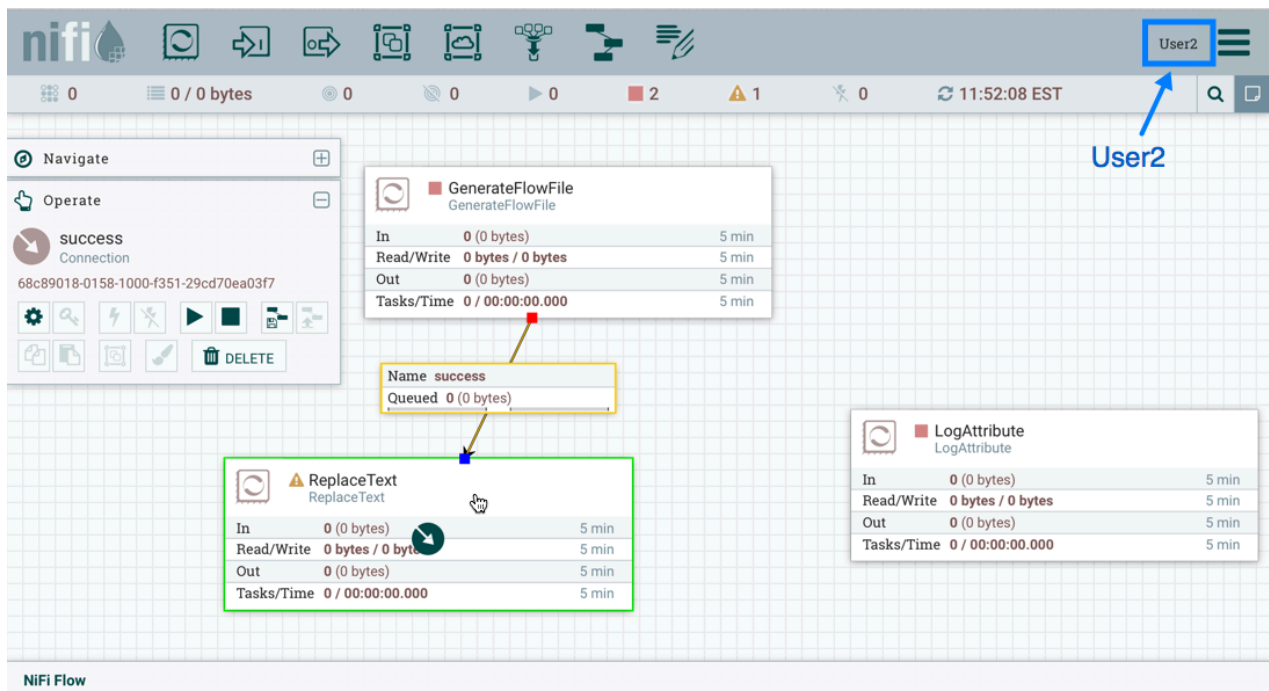 nifi
User2
0
0 / 0 bytes
0
0
0
2
1
0
11:52:08 EST
User2
Navigate
Operate
success
Connection
68c89018-0158-1000-f351-29cd70ea03f7
DELETE
GenerateFlowFile
GenerateFlowFile
In 0 (0 bytes) 5 min
Read/Write 0 bytes / 0 bytes 5 min
Out 0 (0 bytes) 5 min
Tasks/Time 0 / 00:00:00.000 5 min
Name success
Queued 0 (0 bytes)
ReplaceText
ReplaceText
In 0 (0 bytes) 5 min
Read/Write 0 bytes / 0 byte 5 min
Out 0 (0 bytes) 5 min
Tasks/Time 0 / 00:00:00.000 5 min
LogAttribute
LogAttribute
In 0 (0 bytes) 5 min
Read/Write 0 bytes / 0 bytes 5 min
Out 0 (0 bytes) 5 min
Tasks/Time 0 / 00:00:00.000 5 min
NiFi Flow